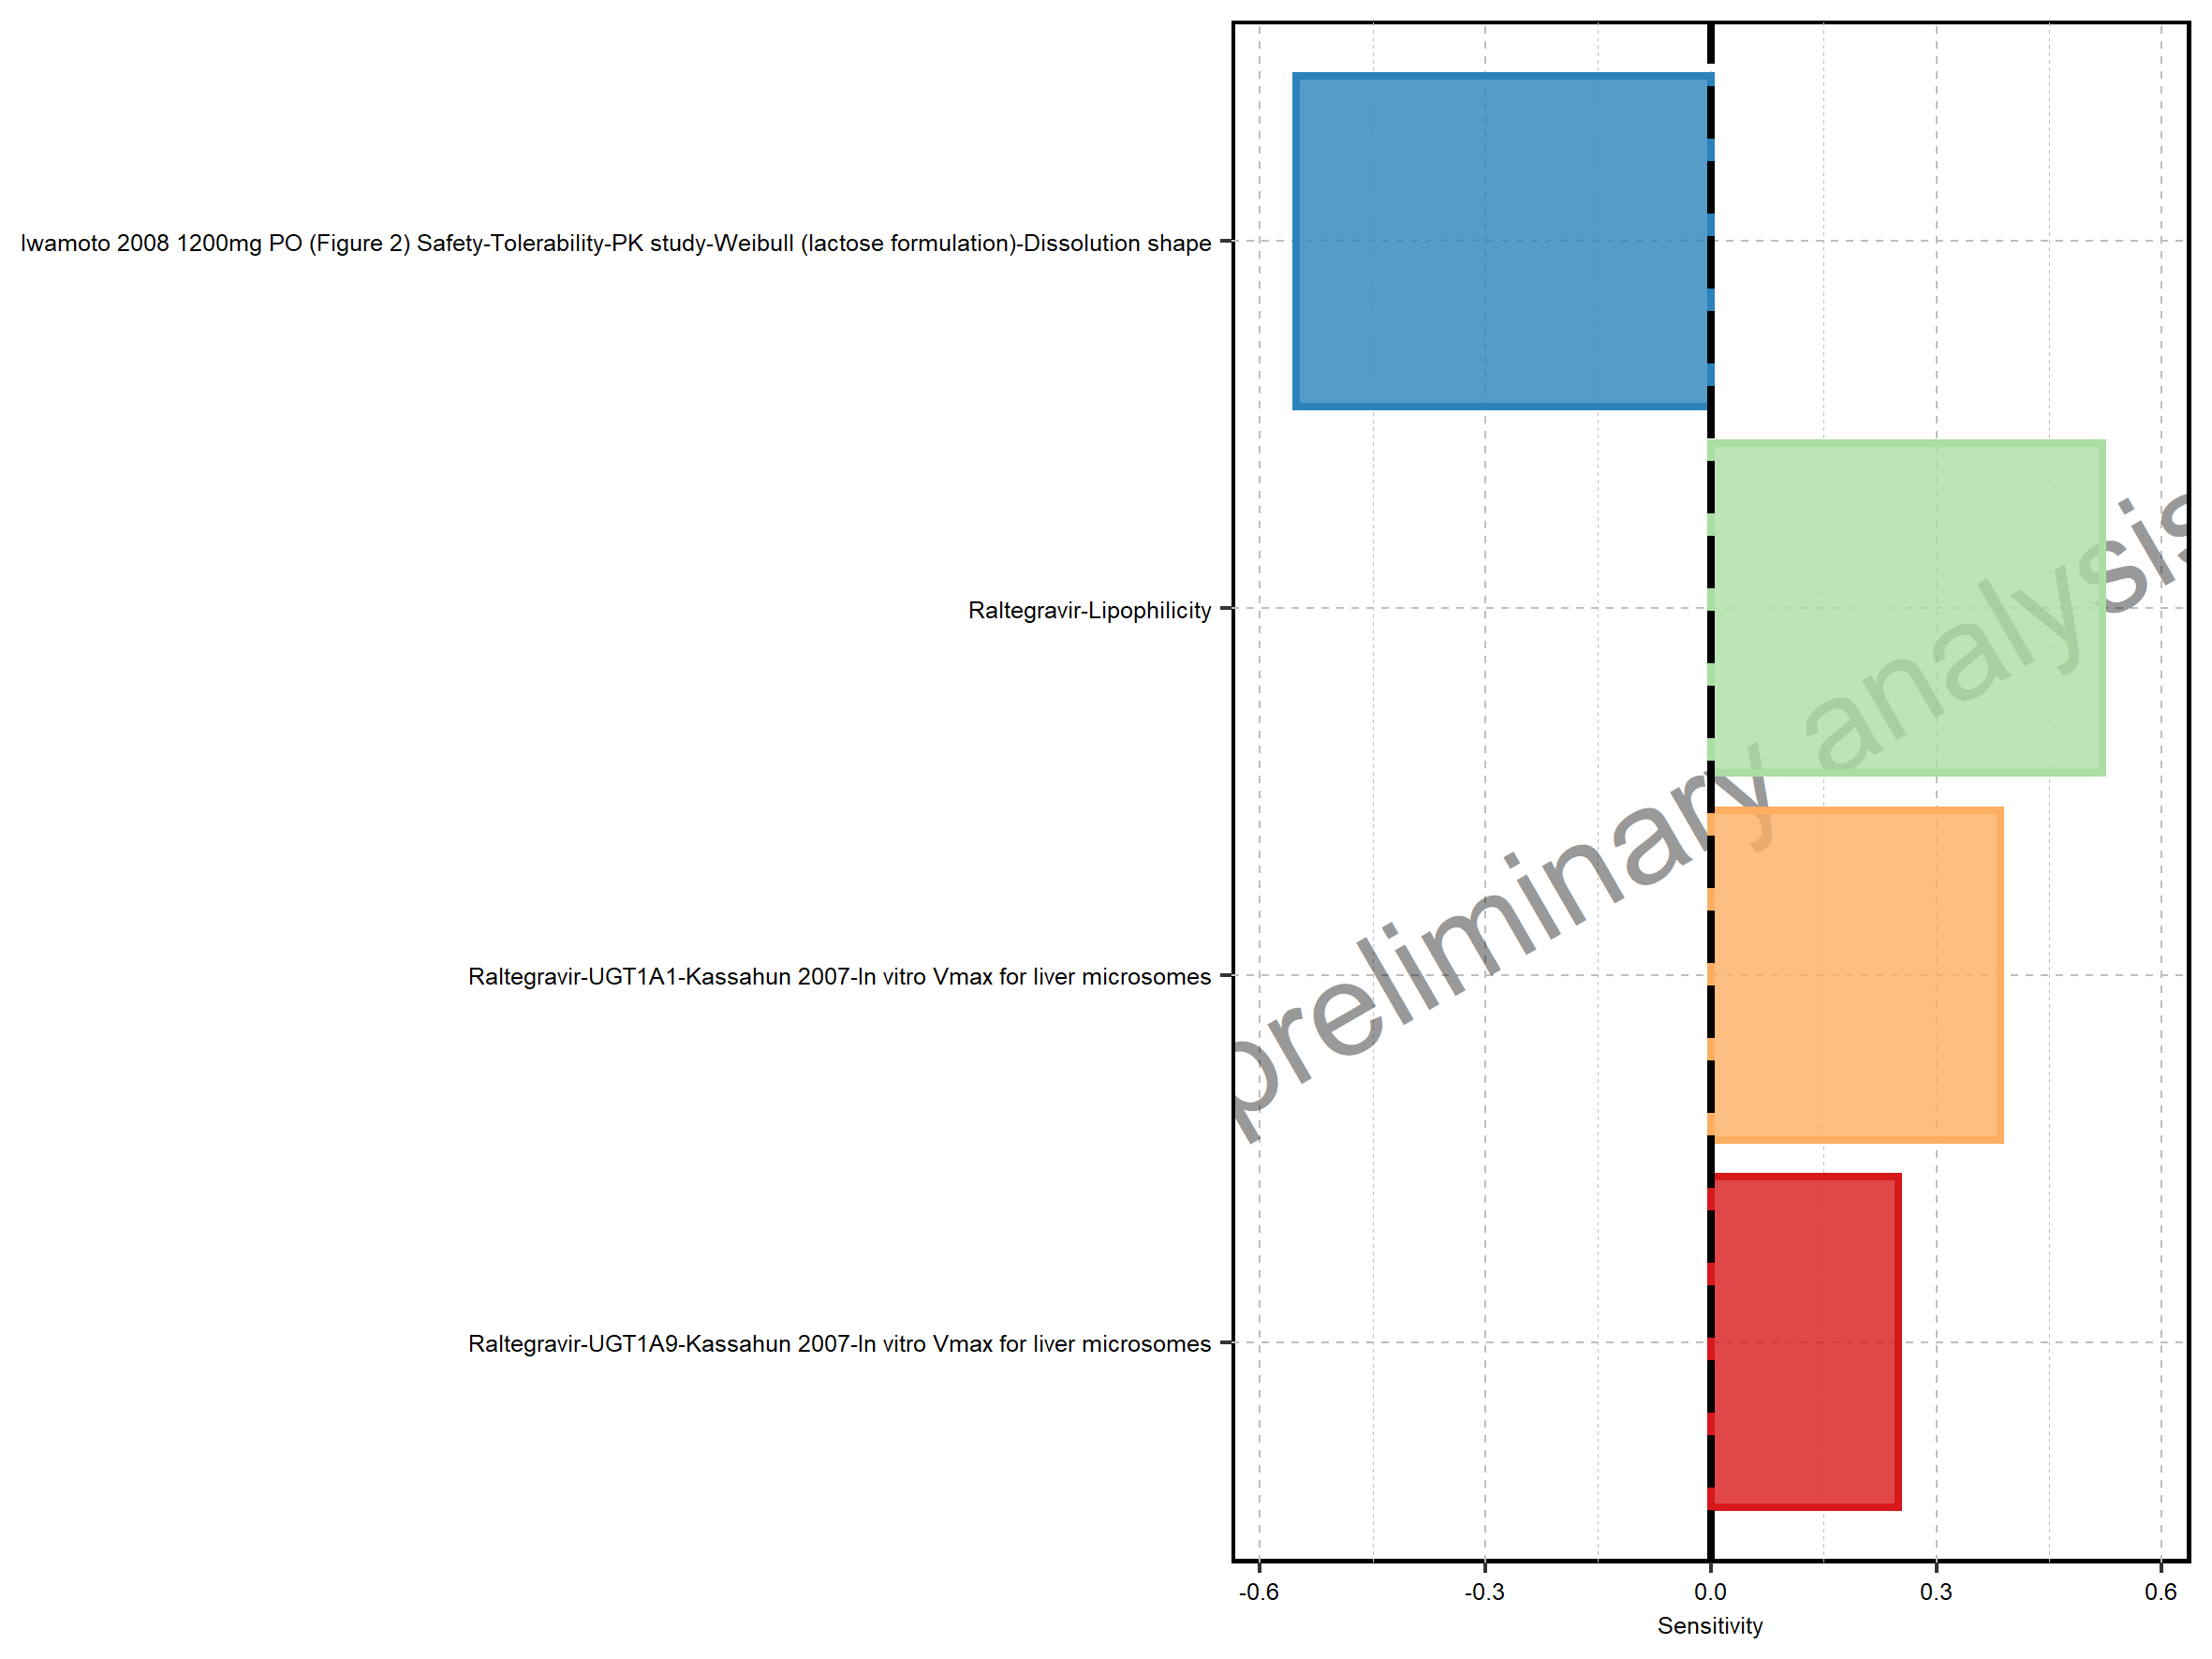 Iwamoto 2008 1200mg PO (Figure 2) Safety-Tolerability-PK study-Weibull (lactose formulation)-Dissolution shape
Raltegravir-Lipophilicity
Raltegravir-UGT1A1-Kassahun 2007-In vitro Vmax for liver microsomes
Raltegravir-UGT1A9-Kassahun 2007-In vitro Vmax for liver microsomes
preliminary analysis
-0.6 -0.3 0.0 0.3 0.6
Sensitivity